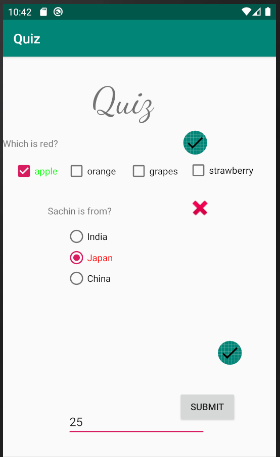 10:42
Quiz
Quiz
Which is red?
apple orange grapes strawberry
Sachin is from?
India
Japan
China
SUBMIT
25